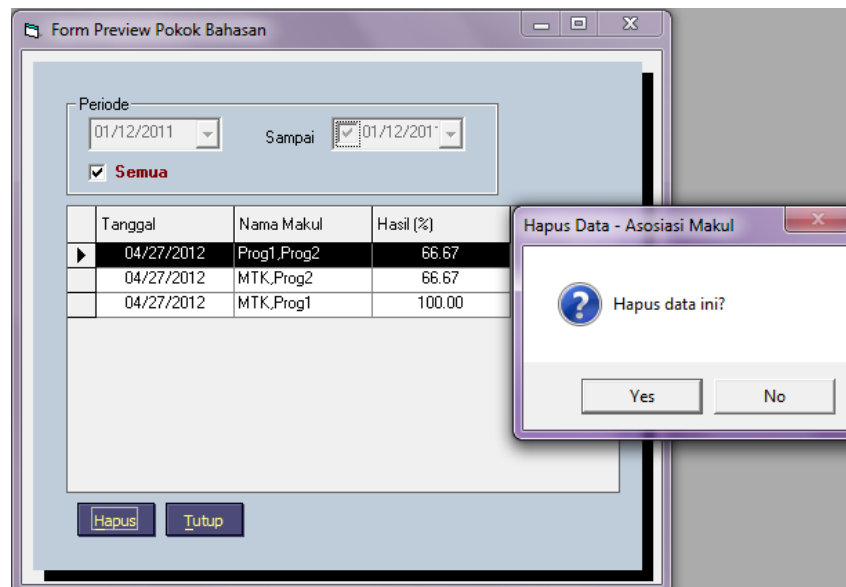 Form Preview Pokok Bahasan
Periode
01/12/2011 Sampai 01/12/201
Semua
Tanggal Nama Makul Hasil (%)
04/27/2012 Prog1,Prog2 66.67
04/27/2012 MTK,Prog2 66.67
04/27/2012 MTK,Prog1 100.00
Hapus Tutup
Hapus Data - Asosiasi Makul
Hapus data ini?
Yes No